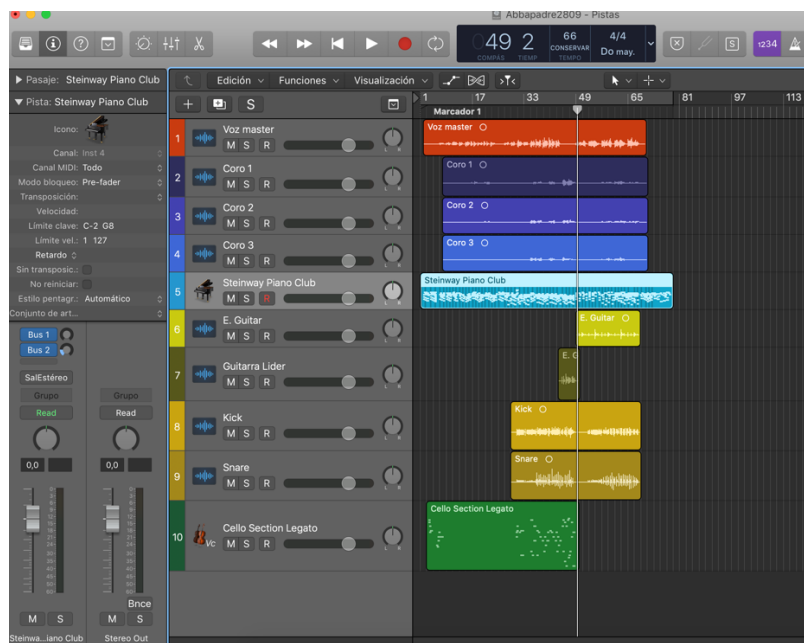 Abbapadre2809 - Pistas
49 2
COMPÁS TIEMP
66
CONSERVAR
TEMPO
4/4
Do may.
S
1234
Pasaje: Steinway Piano Club
Pista: Steinway Piano Club
Icono:
Canal: Inst 4
Canal MIDI: Todo
Modo bloqueo: Pre-fader
Transposición:
Velocidad:
Límite clave: C-2 G8
Límite vel.: 1 127
Retardo
Sin transposic.:
No reiniciar:
Estilo pentagr.: Automático
Conjunto de art...
Bus 1
Bus 2
SalEstéreo
Grupo Grupo
Read Read
0,0 0,0
Bnce
M S M S
Steinwa...iano Club Stereo Out
Edición Funciones Visualización
S
1 17 33 49 65 81 97 113
Marcador 1
1 Voz master
M S R
L R
2 Coro 1
M S R
L R
3 Coro 2
M S R
L R
4 Coro 3
M S R
L R
5 Steinway Piano Club
M S R
L R
6 E. Guitar
M S R
L R
7 Guitarra Lider
M S R
L R
8 Kick
M S R
L R
9 Snare
M S R
L R
10 Vc Cello Section Legato
M S R
L R
Voz master
Coro 1
Coro 2
Coro 3
Steinway Piano Club
E. Guitar
E. G
Kick
Snare
Cello Section Legato